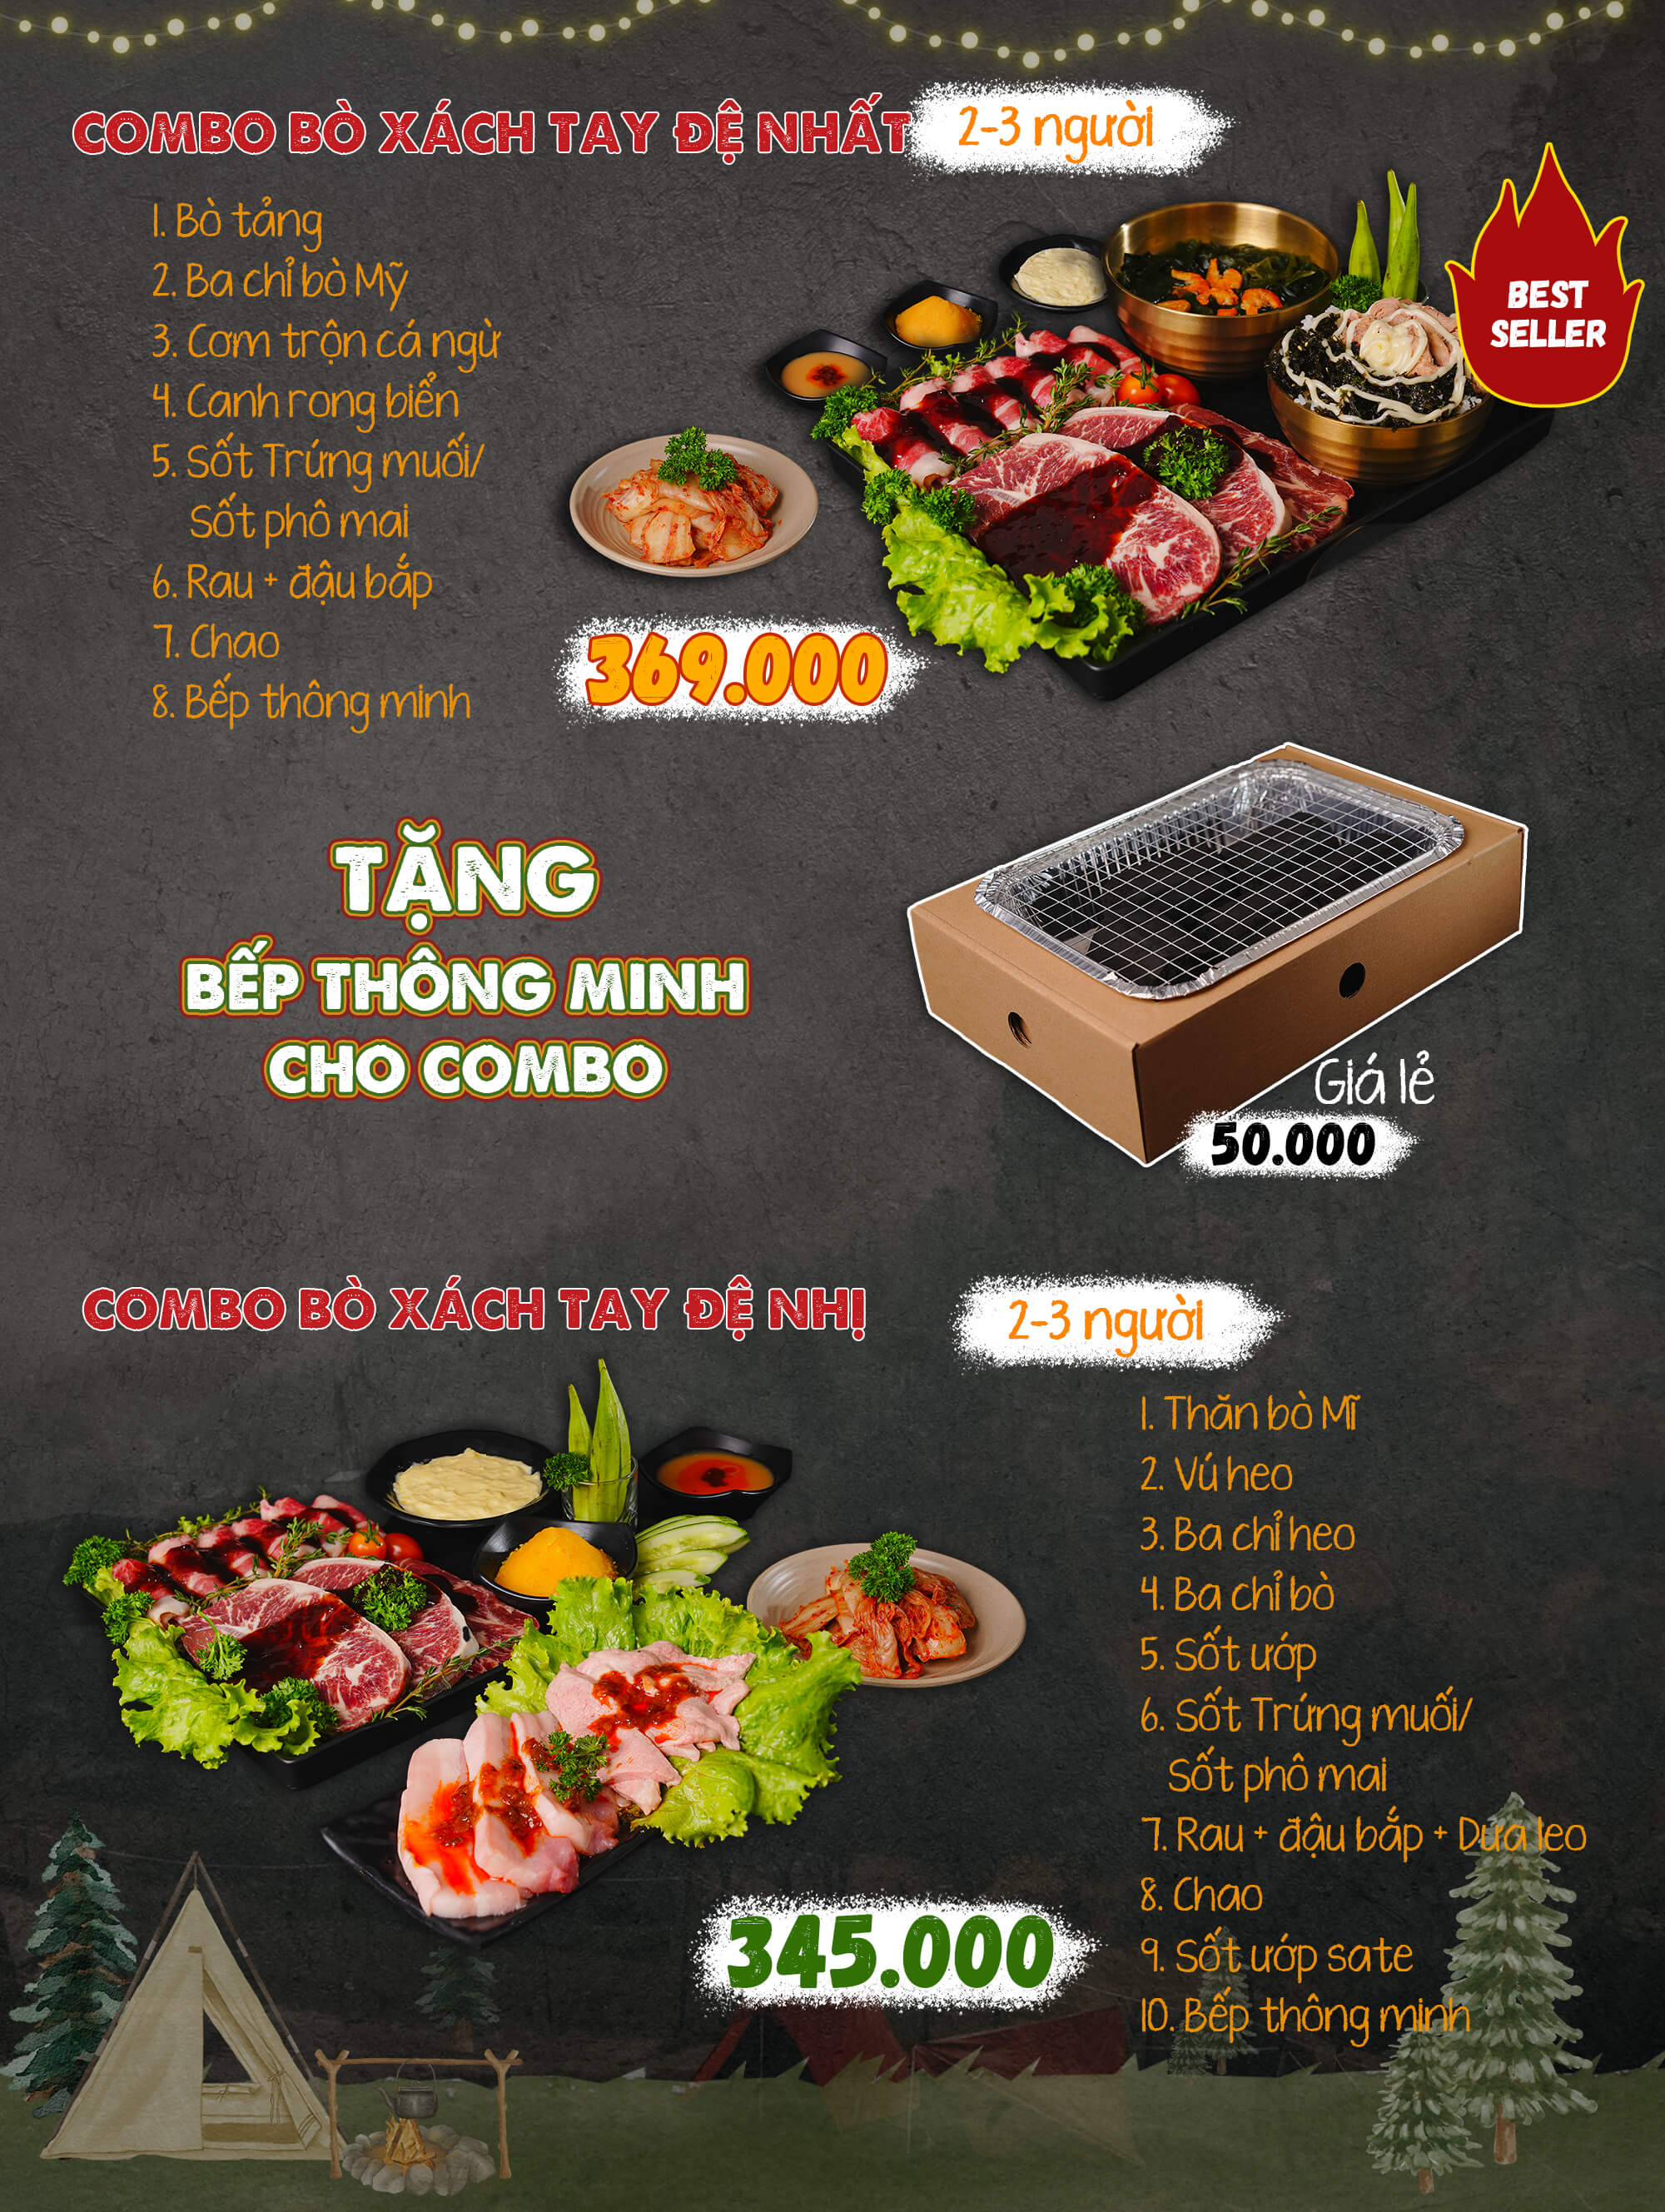 COMBO BÒ XÁCH TAY ĐỆ NHẤT
2-3 người
1. Bò tảng
2. Ba chỉ bò Mỹ
3. Cơm trộn cá ngừ
4. Canh rong biển
5. Sốt Trứng muối/
Sốt phô mai
6. Rau + đậu bắp
7. Chao
8. Bếp thông minh
BEST
SELLER
369.000
TẶNG
BẾP THÔNG MINH
CHO COMBO
Giá lẻ
50.000
COMBO BÒ XÁCH TAY ĐỆ NHỊ
2-3 người
1. Thăn bò Mĩ
2. Vú heo
3. Ba chỉ heo
4. Ba chỉ bò
5. Sốt ướp
6. Sốt Trứng muối/
Sốt phô mai
7. Rau + đậu bắp + Dưa leo
8. Chao
9. Sốt ướp sate
10. Bếp thông minh
345.000